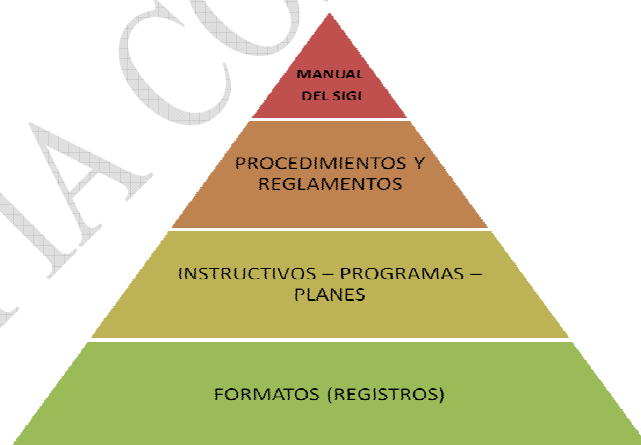 MANUAL
DEL SIGI
PROCEDIMIENTOS Y
REGLAMENTOS
INSTRUCTIVOS – PROGRAMAS –
PLANES
FORMATOS (REGISTROS)